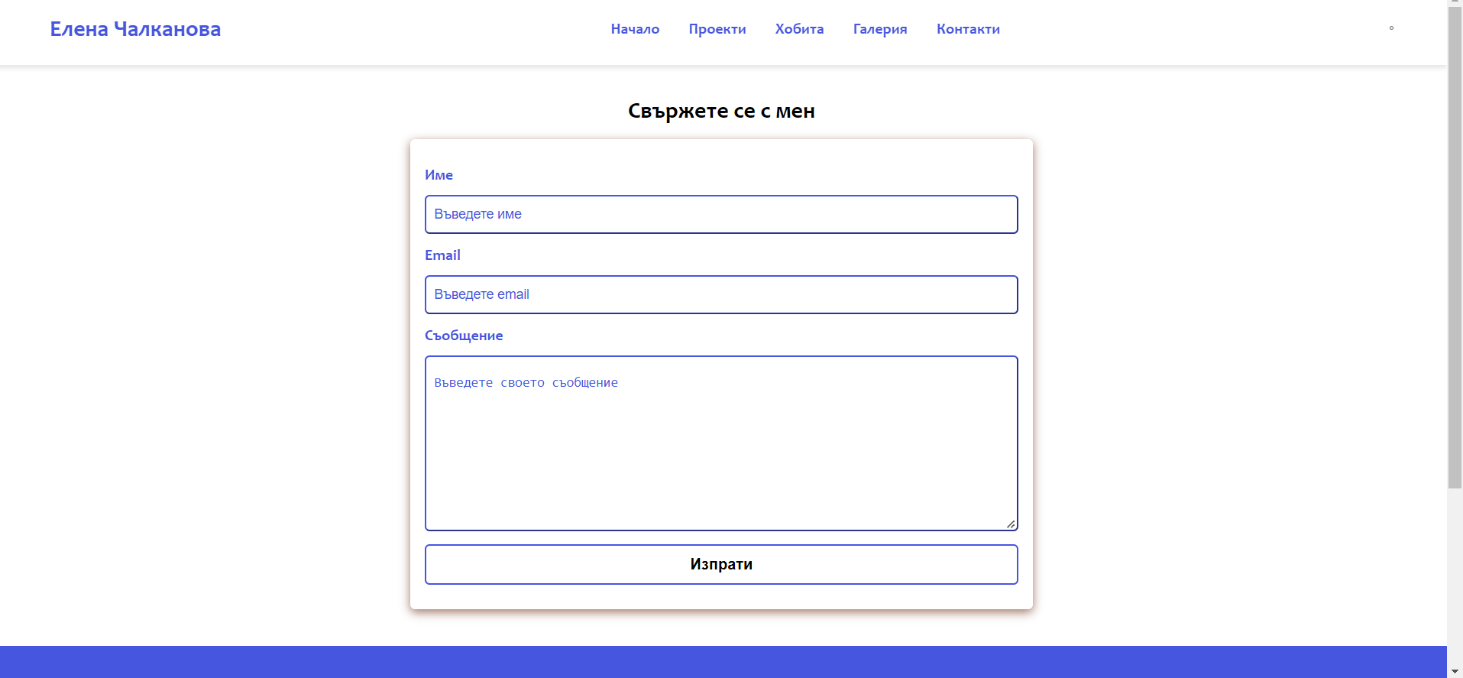 Елена Чалканова
Начало Проекти Хобита Галерия Контакти
Свържете се с мен
Име
Въведете име
Email
Въведете email
Съобщение
Въведете своето съобщение
Изпрати